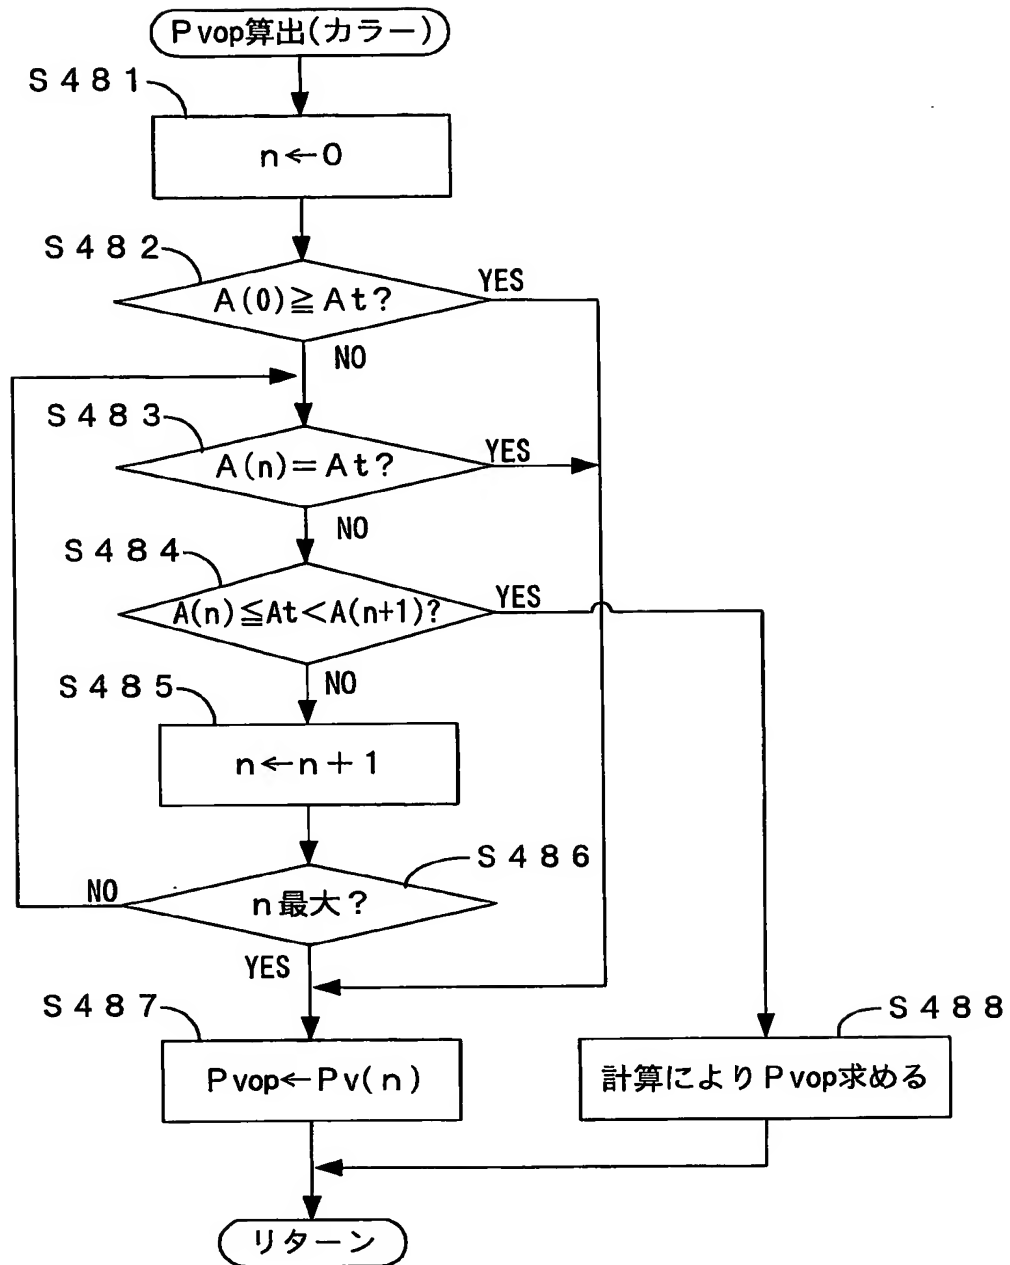 Pvop算出(カラー)
S481
n←0
S482
A(0)≧At?
YES
NO
S483
A(n)=At?
YES
NO
S484
A(n)≦At<A(n+1)?
YES
NO
S485
n←n+1
S486
n最大?
NO
YES
S487
Pvop←Pv(n)
S488
計算によりPvop求める
リターン